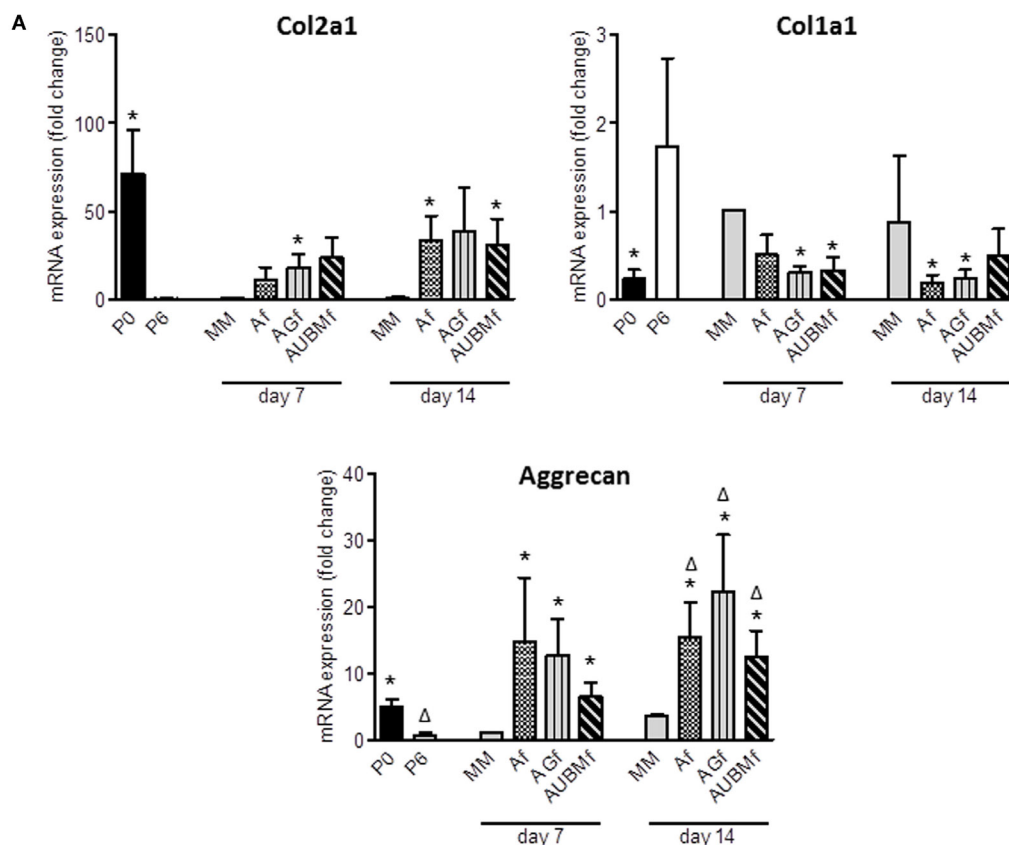 A
Col2a1
mRNA expression (fold change)
150
100
50
0
*
*
*
*
P0 P6 MM Af AGf AUBMf MM Af AGf AUBMf
day 7 day 14
Col1a1
mRNA expression (fold change)
3
2
1
0
*
* *
* *
P0 P6 MM Af AGf AUBMf MM Af AGf AUBMf
day 7 day 14
Aggrecan
mRNA expression (fold change)
40
30
20
10
0
* Δ
* * *
Δ Δ Δ
* * *
P0 P6 MM Af AGf AUBMf MM Af AGf AUBMf
day 7 day 14